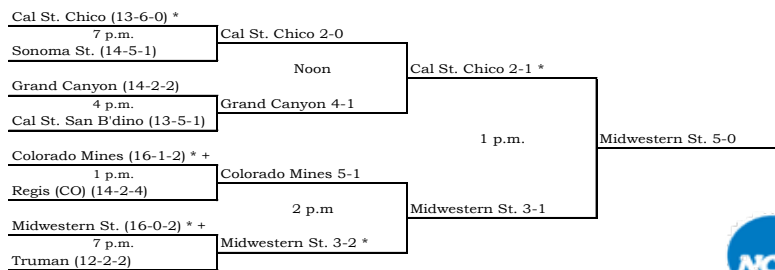 Cal St. Chico (13-6-0) *
7 p.m.
Sonoma St. (14-5-1)
Cal St. Chico 2-0
Noon
Grand Canyon (14-2-2)
4 p.m.
Cal St. San B'dino (13-5-1)
Grand Canyon 4-1
Cal St. Chico 2-1 *
1 p.m.
Midwestern St. 5-0
Colorado Mines (16-1-2) * +
1 p.m.
Regis (CO) (14-2-4)
Colorado Mines 5-1
2 p.m
Midwestern St. 3-1
Midwestern St. (16-0-2) * +
7 p.m.
Truman (12-2-2)
Midwestern St. 3-2 *